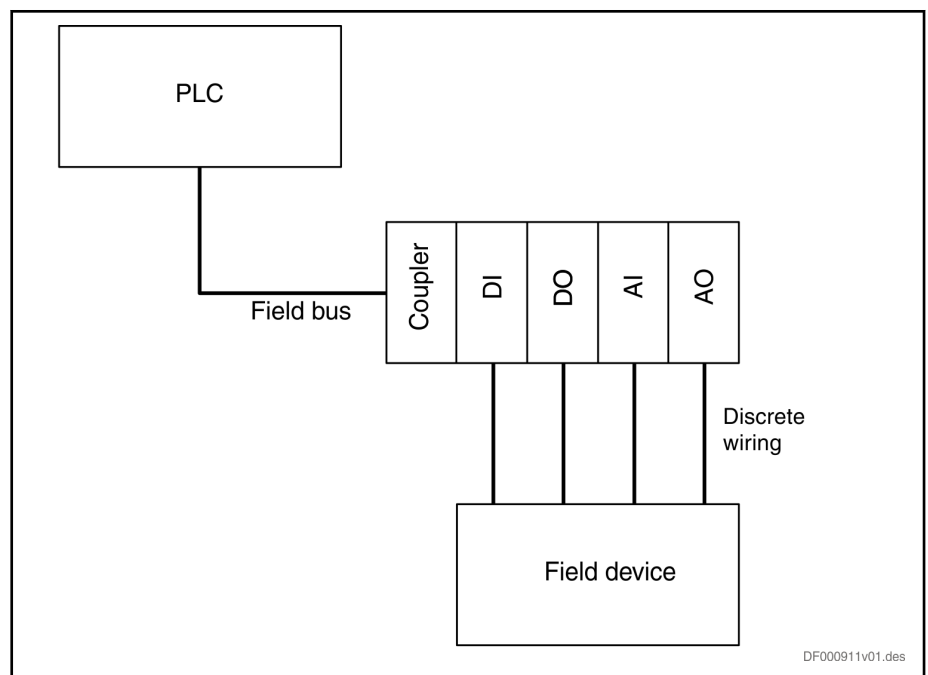 PLC
Field bus
Coupler
DI
DO
AI
AO
Discrete
wiring
Field device
DF000911v01.des